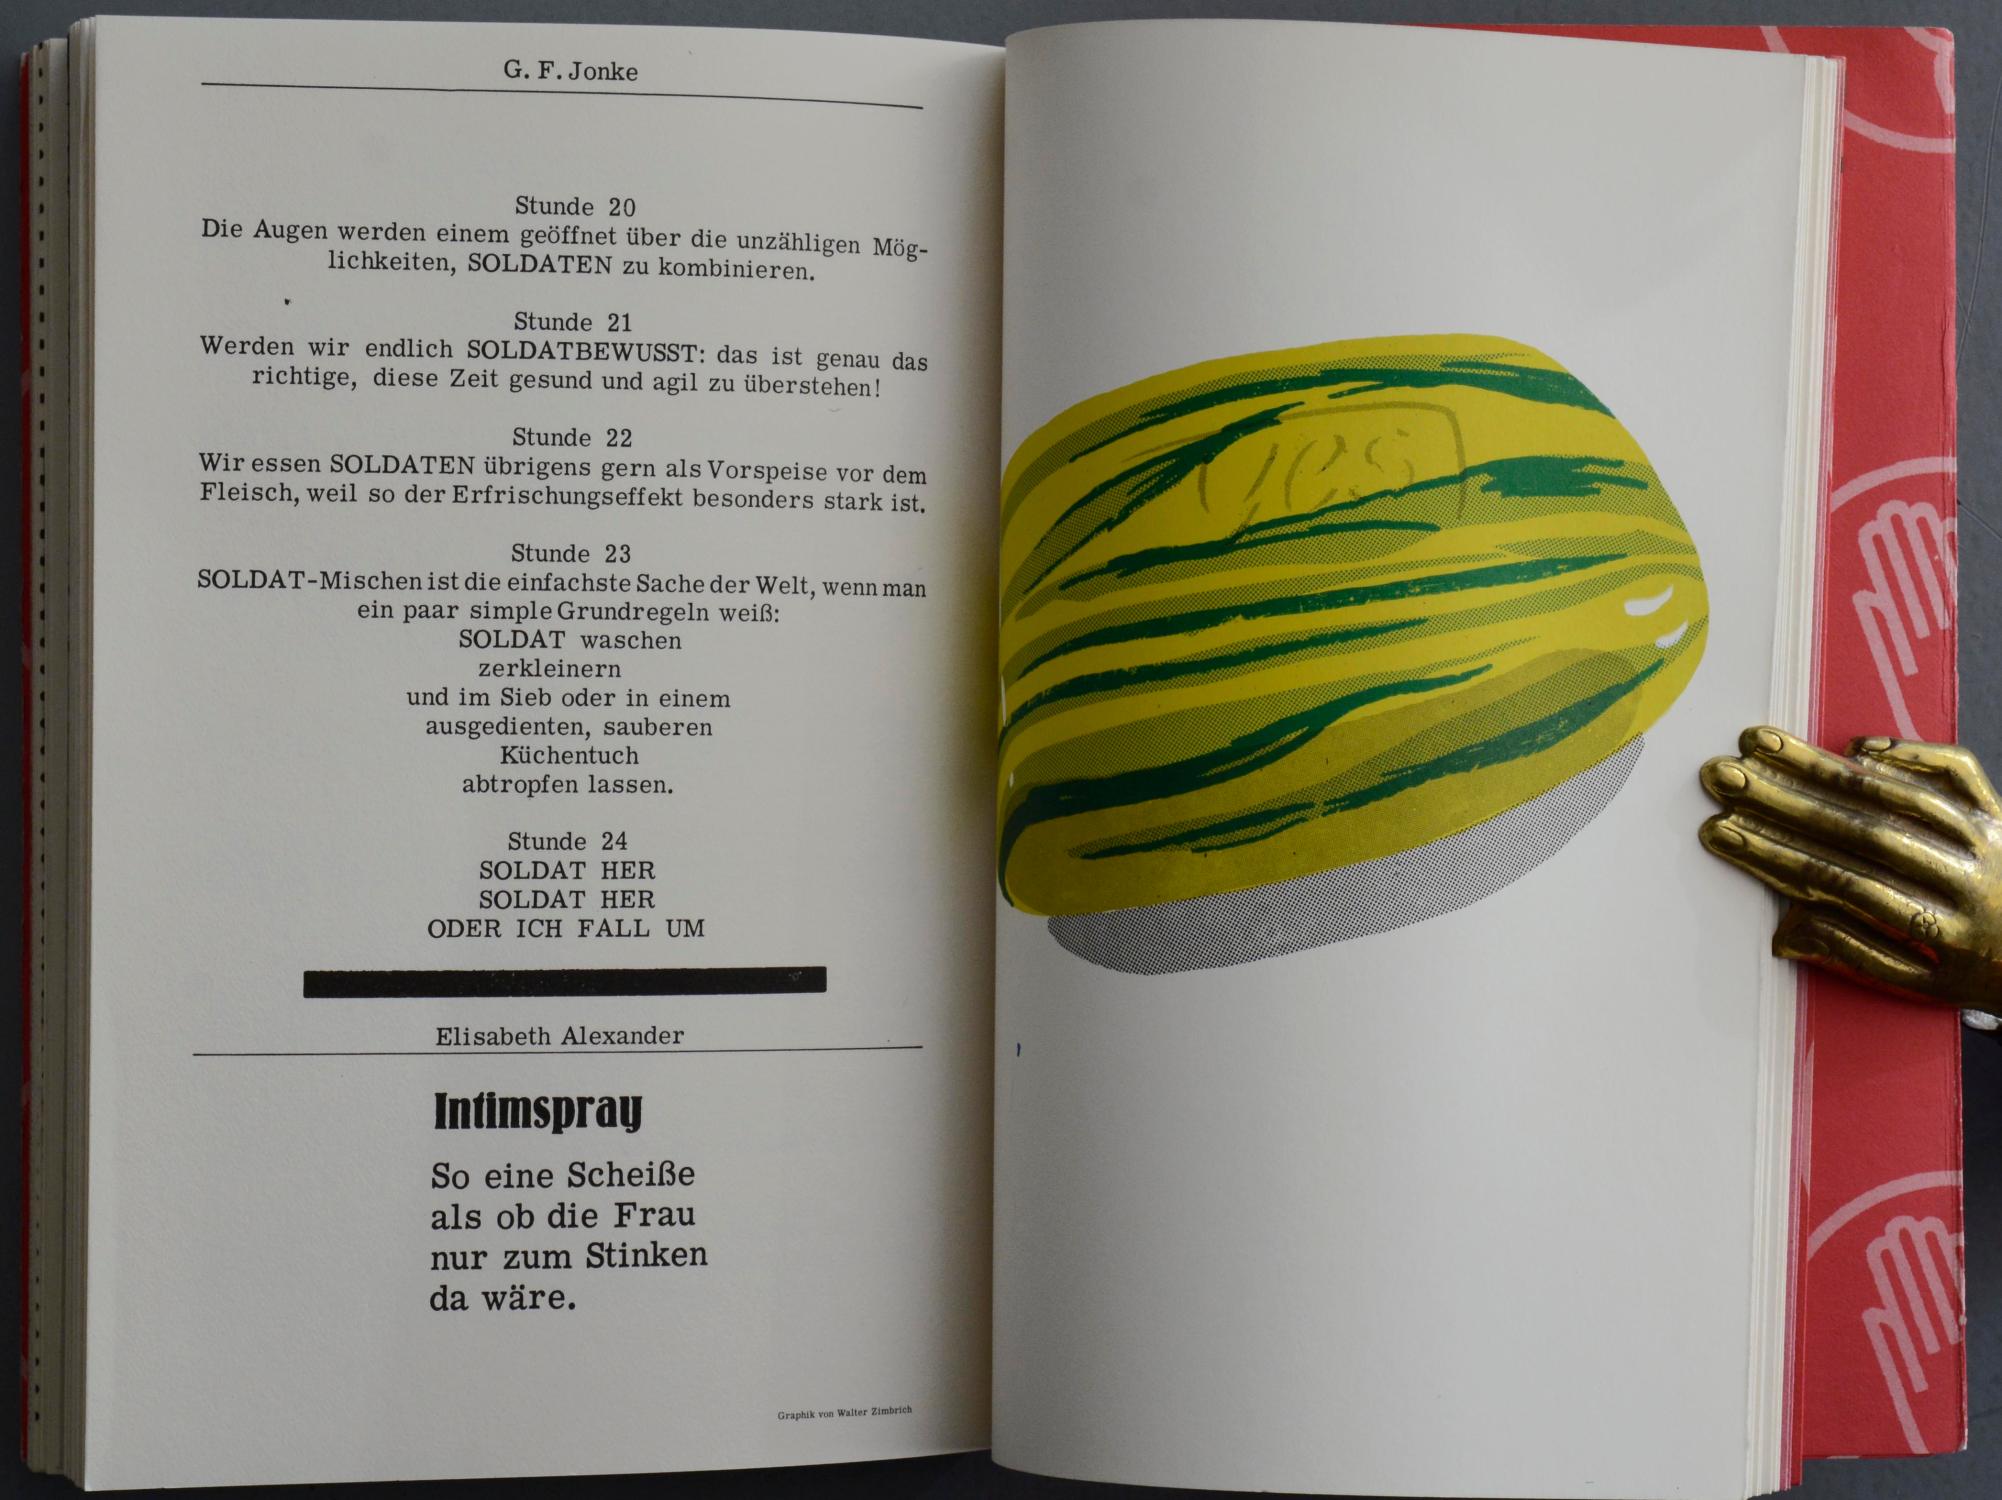 G. F. Jonke
Stunde 20
Die Augen werden einem geöffnet über die unzähligen Mög-
lichkeiten, SOLDATEN zu kombinieren.
Stunde 21
Werden wir endlich SOLDATBEWUSST: das ist genau das
richtige, diese Zeit gesund und agil zu überstehen!
Stunde 22
Wir essen SOLDATEN übrigens gern als Vorspeise vor dem
Fleisch, weil so der Erfrischungseffekt besonders stark ist.
Stunde 23
SOLDAT-Mischen ist die einfachste Sache der Welt, wenn man
ein paar simple Grundregeln weiß:
SOLDAT waschen
zerkleinern
und im Sieb oder in einem
ausgedienten, sauberen
Küchentuch
abtropfen lassen.
Stunde 24
SOLDAT HER
SOLDAT HER
ODER ICH FALL UM
Elisabeth Alexander
Intimspray
So eine Scheiße
als ob die Frau
nur zum Stinken
da wäre.
Graphik von Walter Zimbrich
yes